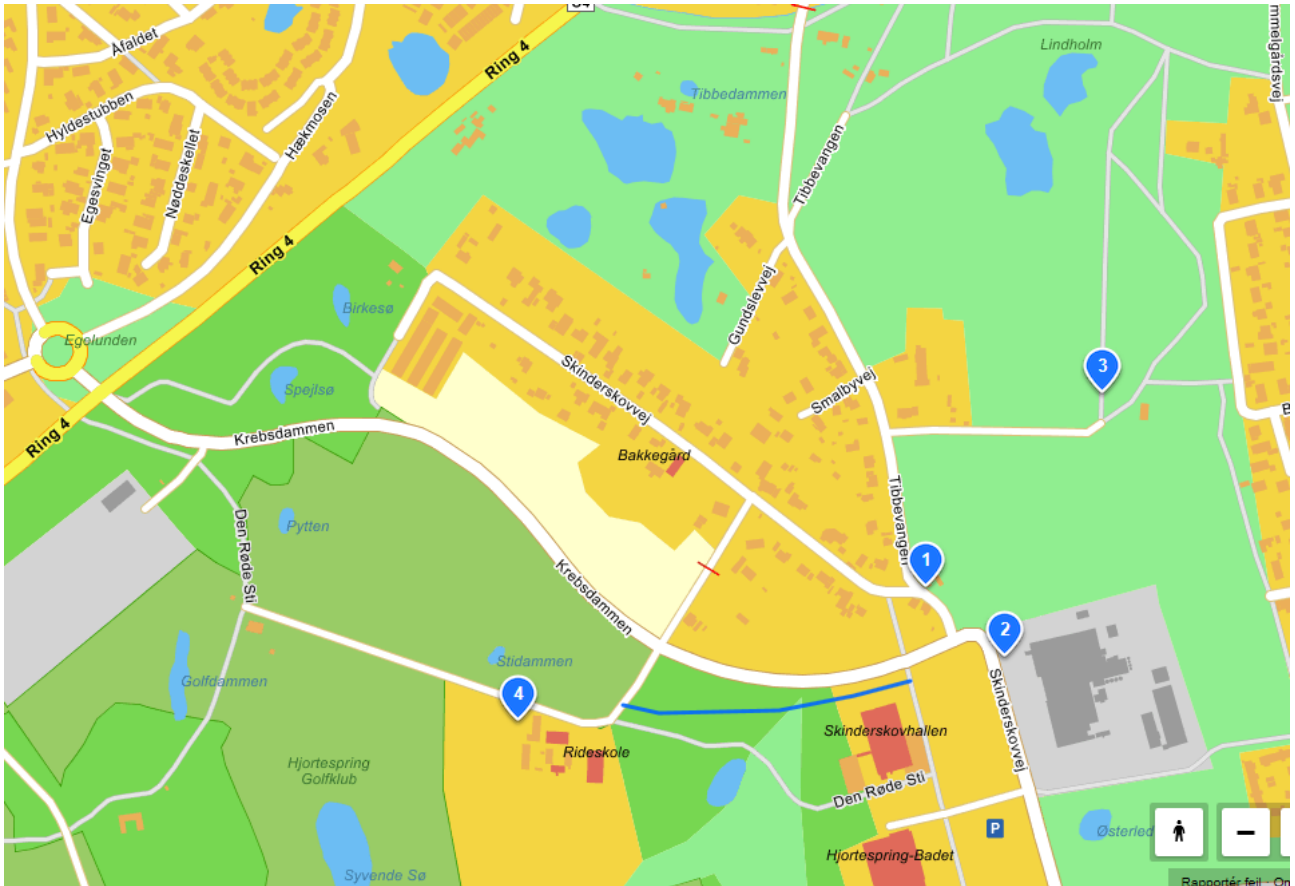 Åfaldet
Ring 4
Lindholm
Tibbedammen
Hyldestubben
Hækmosen
Nøddeskellet
Egesvinget
Tibbevangen
Ring 4
Birkesø
Gundslevvej
Egelunden
Skinderskovvej
Smalbyvej
3
Spejlsø
Ring 4
Krebsdammen
Bakkegård
Tibbevangen
Pytten
Den Røde Sti
Krebsdammen
1
2
Stidammen
Golfdammen
4
Skinderskovvej
Rideskole
Skinderskovhallen
Hjortespring
Golfklub
Den Røde Sti
P
Østerled
Hjortespring-Badet
Syvende Sø